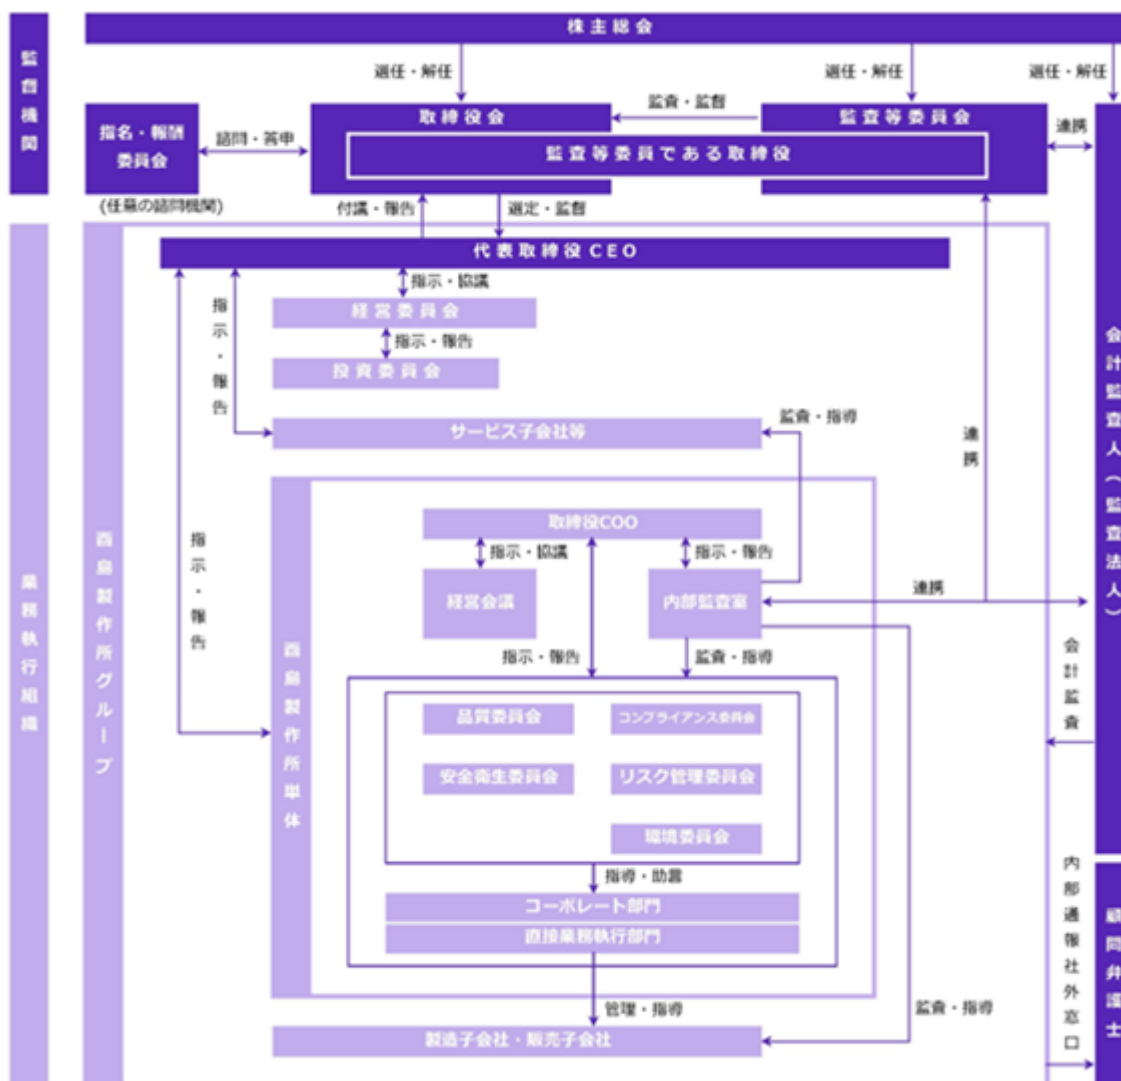 株主総会
監督機関
選任・解任
選任・解任
選任・解任
指名・報酬
委員会
諮問・答申
取締役会
監査・監督
監査等委員会
連携
監査等委員である取締役
(任意の諮問機関)
付議・報告
選定・監督
代表取締役CEO
指示・協議
経営委員会
指示・報告
指示・報告
投資委員会
サービス子会社等
監査・指導
連携
会計監査人(監査法人)
業務執行組織
酉島製作所グループ
指示・報告
酉島製作所単体
取締役COO
指示・協議
指示・報告
経営会議
内部監査室
連携
指示・報告
監査・指導
会計監査
品質委員会
コンプライアンス委員会
安全衛生委員会
リスク管理委員会
環境委員会
指導・助言
コーポレート部門
直接業務執行部門
管理・指導
監査・指導
製造子会社・販売子会社
内部通報社外窓口
顧問弁護士